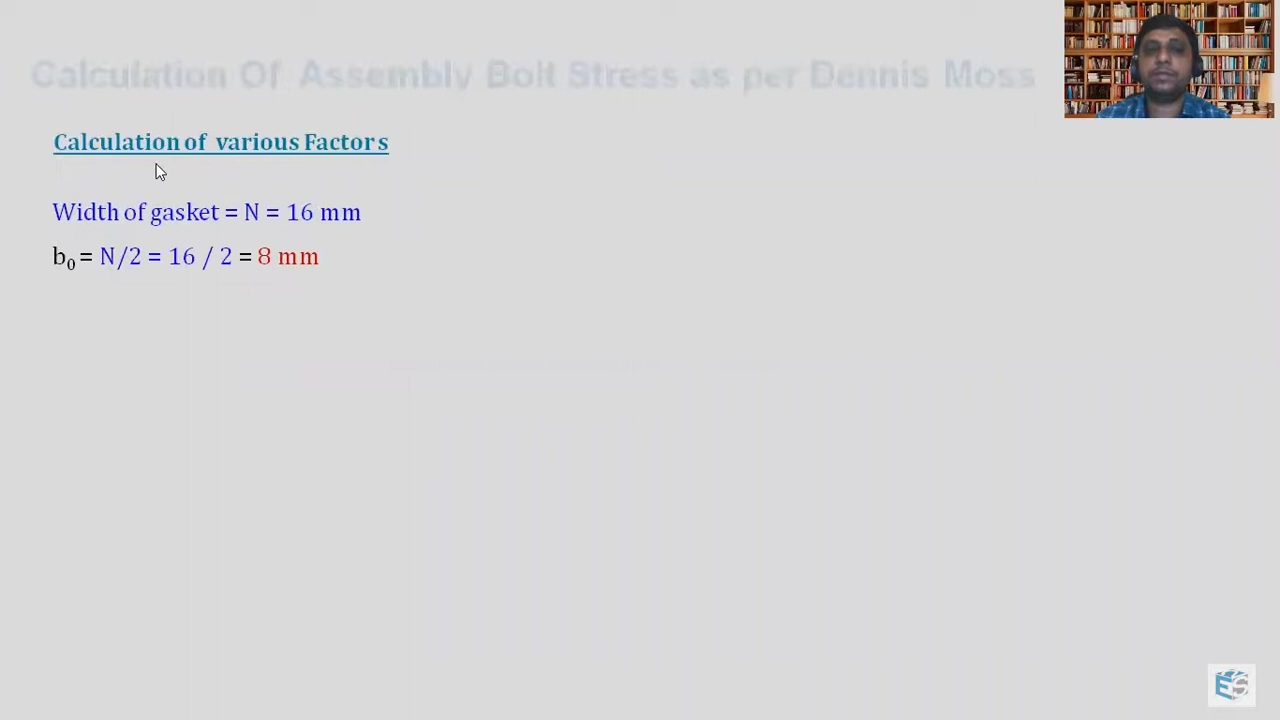 Calculation Of Assembly Bolt Stress as per Dennis Moss
Calculation of various Factors
Width of gasket = N = 16 mm
b₀ = N/2 = 16 / 2 = 8 mm
ES